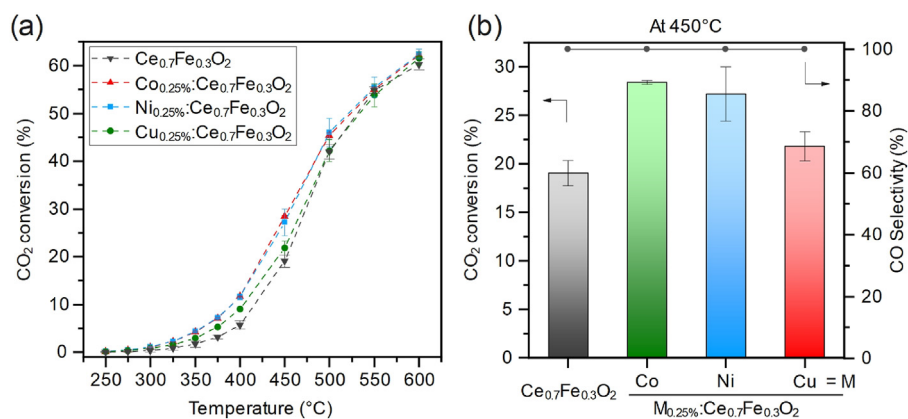 (a)
Ce0.7Fe0.3O2
Co0.25%:Ce0.7Fe0.3O2
Ni0.25%:Ce0.7Fe0.3O2
Cu0.25%:Ce0.7Fe0.3O2
CO2 conversion (%)
60
50
40
30
20
10
0
250 300 350 400 450 500 550 600
Temperature (°C)
(b)
At 450°C
CO2 conversion (%)
30
25
20
15
10
5
0
CO Selectivity (%)
100
80
60
40
20
0
Ce0.7Fe0.3O2
Co Ni Cu = M
M0.25%:Ce0.7Fe0.3O2